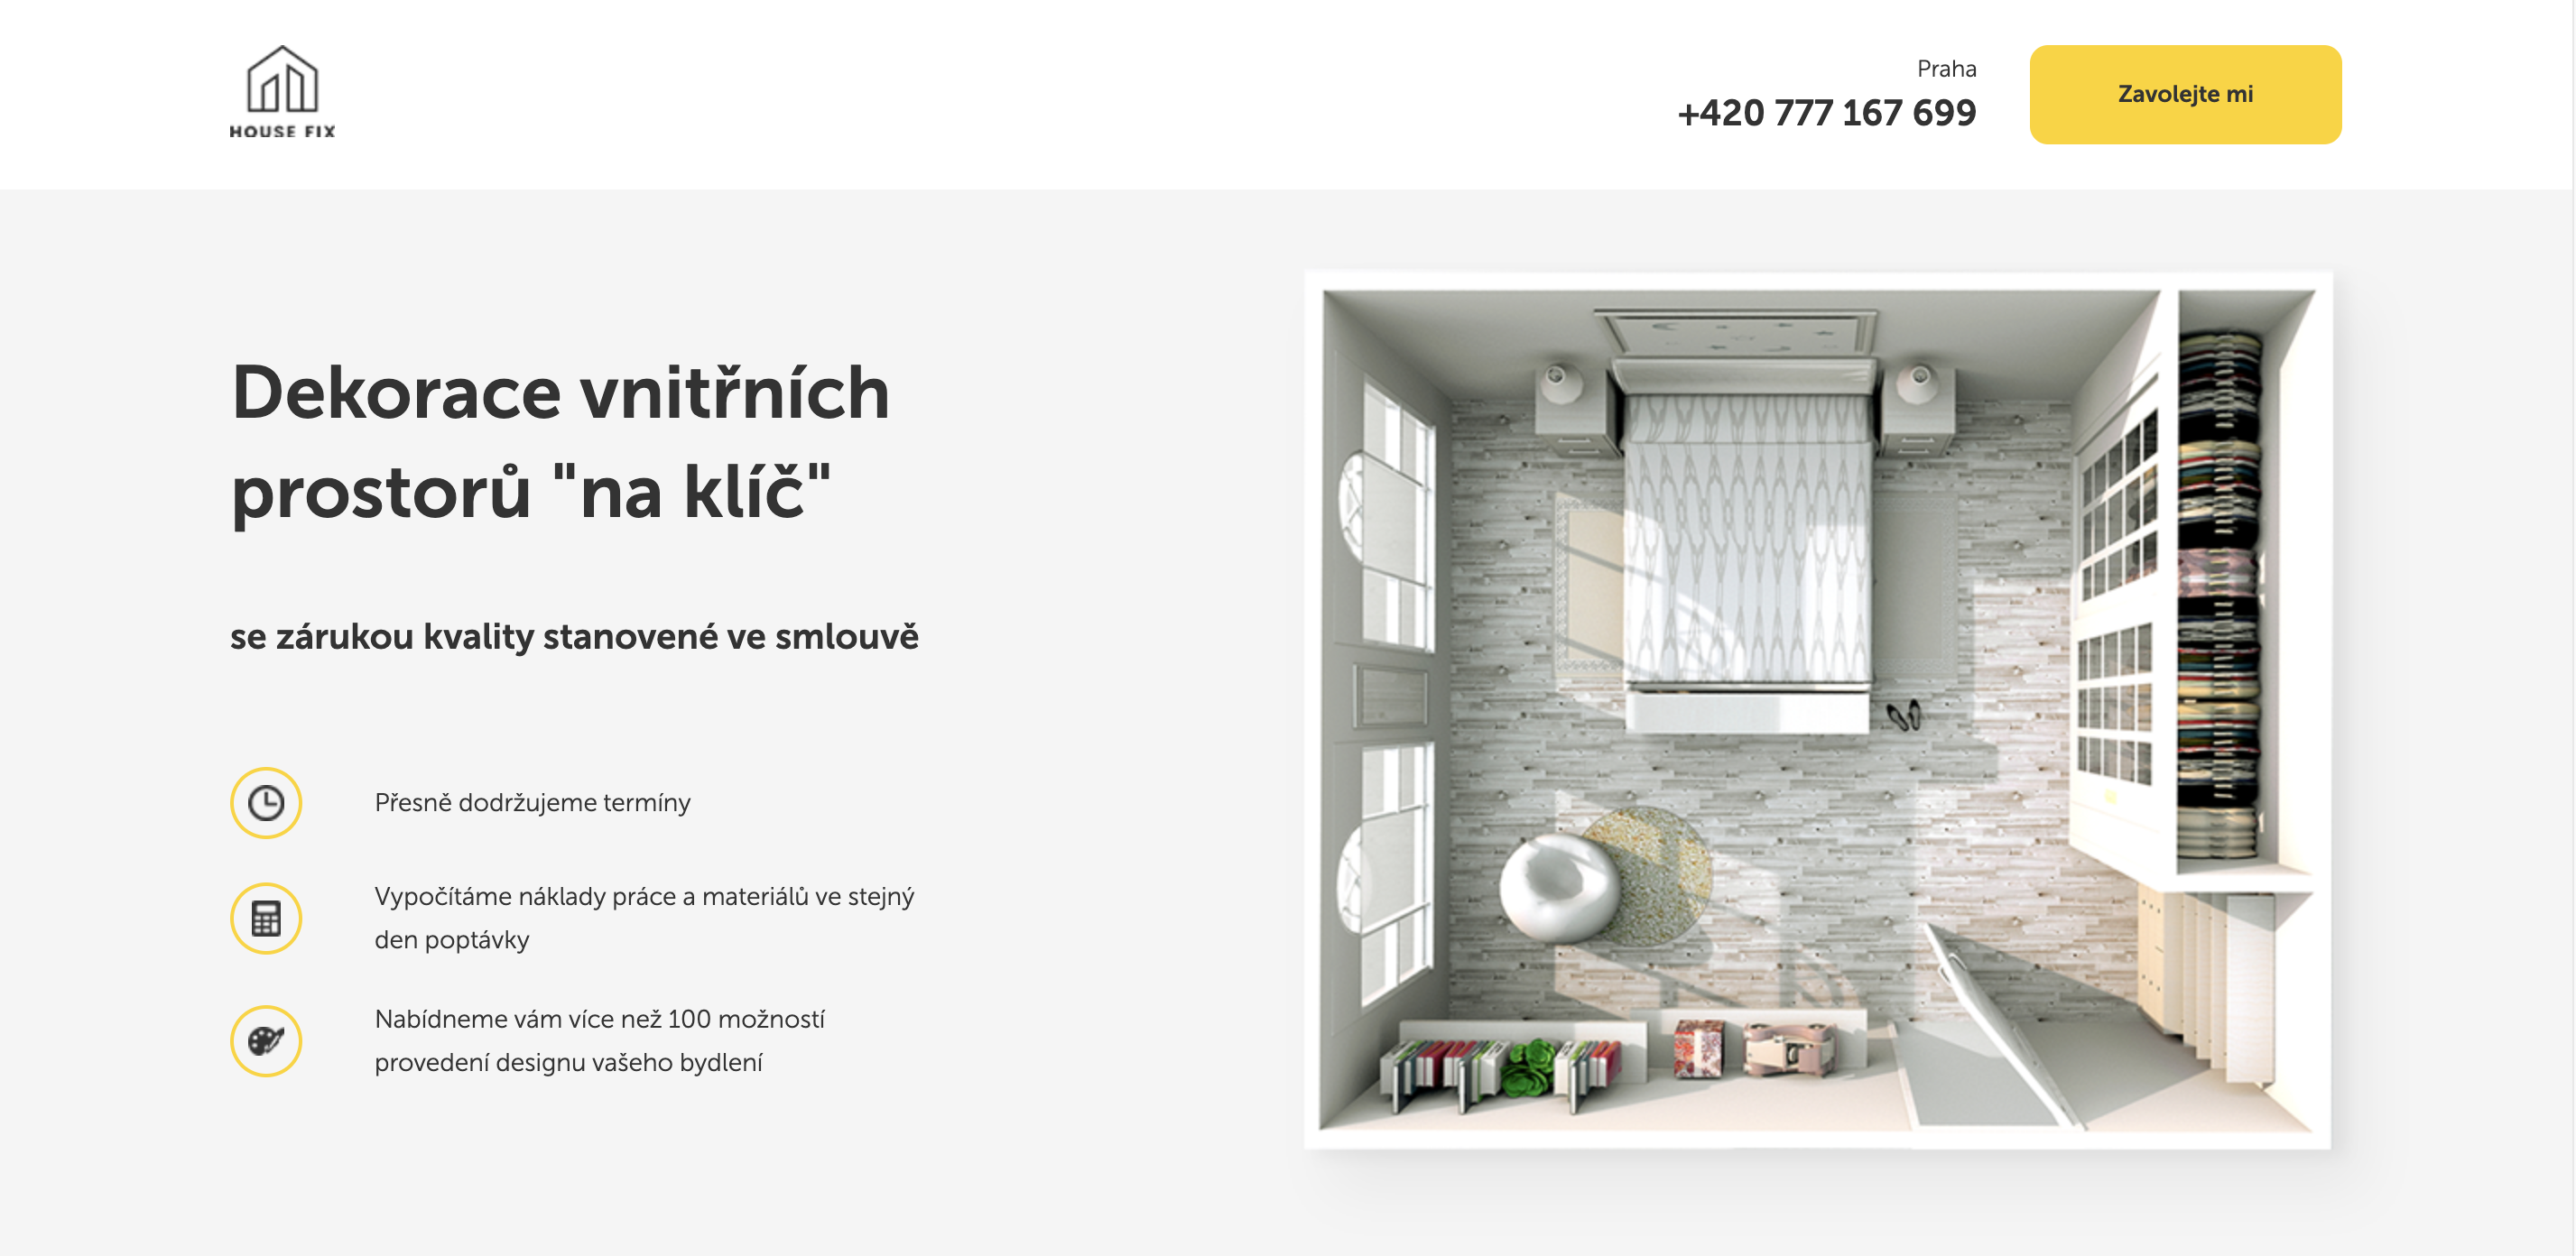 HOUSE FIX
Praha
+420 777 167 699
Zavolejte mi
Dekorace vnitřních
prostorů "na klíč"
se zárukou kvality stanovené ve smlouvě
Přesně dodržujeme termíny
Vypočítáme náklady práce a materiálů ve stejný
den poptávky
Nabídneme vám více než 100 možností
provedení designu vašeho bydlení